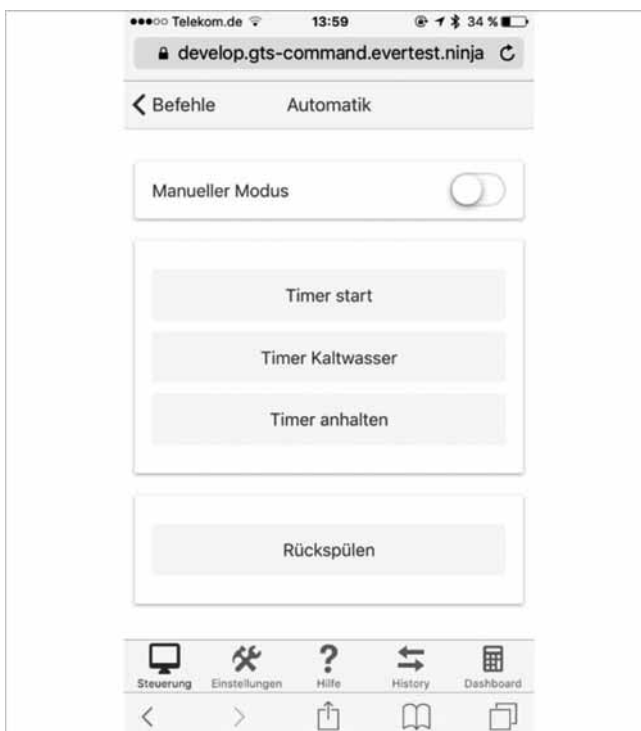 Telekom.de 13:59 34 %
develop.gts-command.evertest.ninja
Befehle Automatik
Manueller Modus
Timer start
Timer Kaltwasser
Timer anhalten
Rückspülen
Steuerung Einstellungen Hilfe History Dashboard